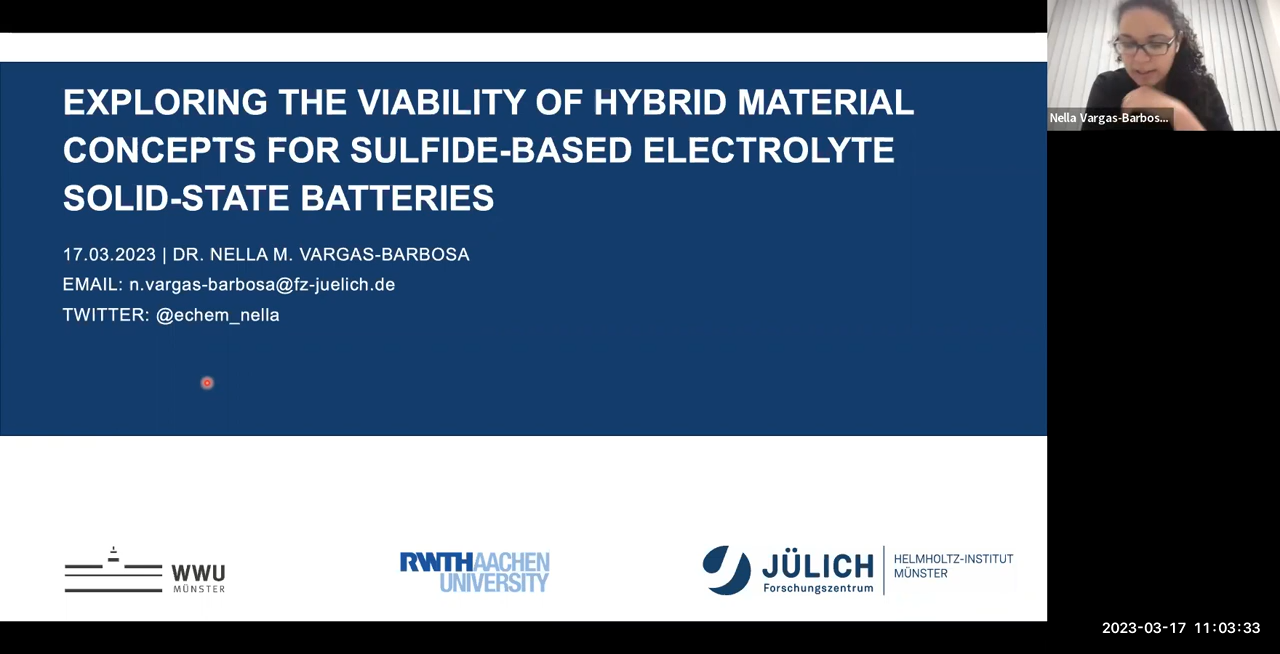 EXPLORING THE VIABILITY OF HYBRID MATERIAL
CONCEPTS FOR SULFIDE-BASED ELECTROLYTE
SOLID-STATE BATTERIES
17.03.2023 | DR. NELLA M. VARGAS-BARBOSA
EMAIL: n.vargas-barbosa@fz-juelich.de
TWITTER: @echem_nella
Nella Vargas-Barbos...
WWU
MÜNSTER
RWTH AACHEN
UNIVERSITY
JÜLICH
Forschungszentrum
HELMHOLTZ-INSTITUT
MÜNSTER
2023-03-17 11:03:33